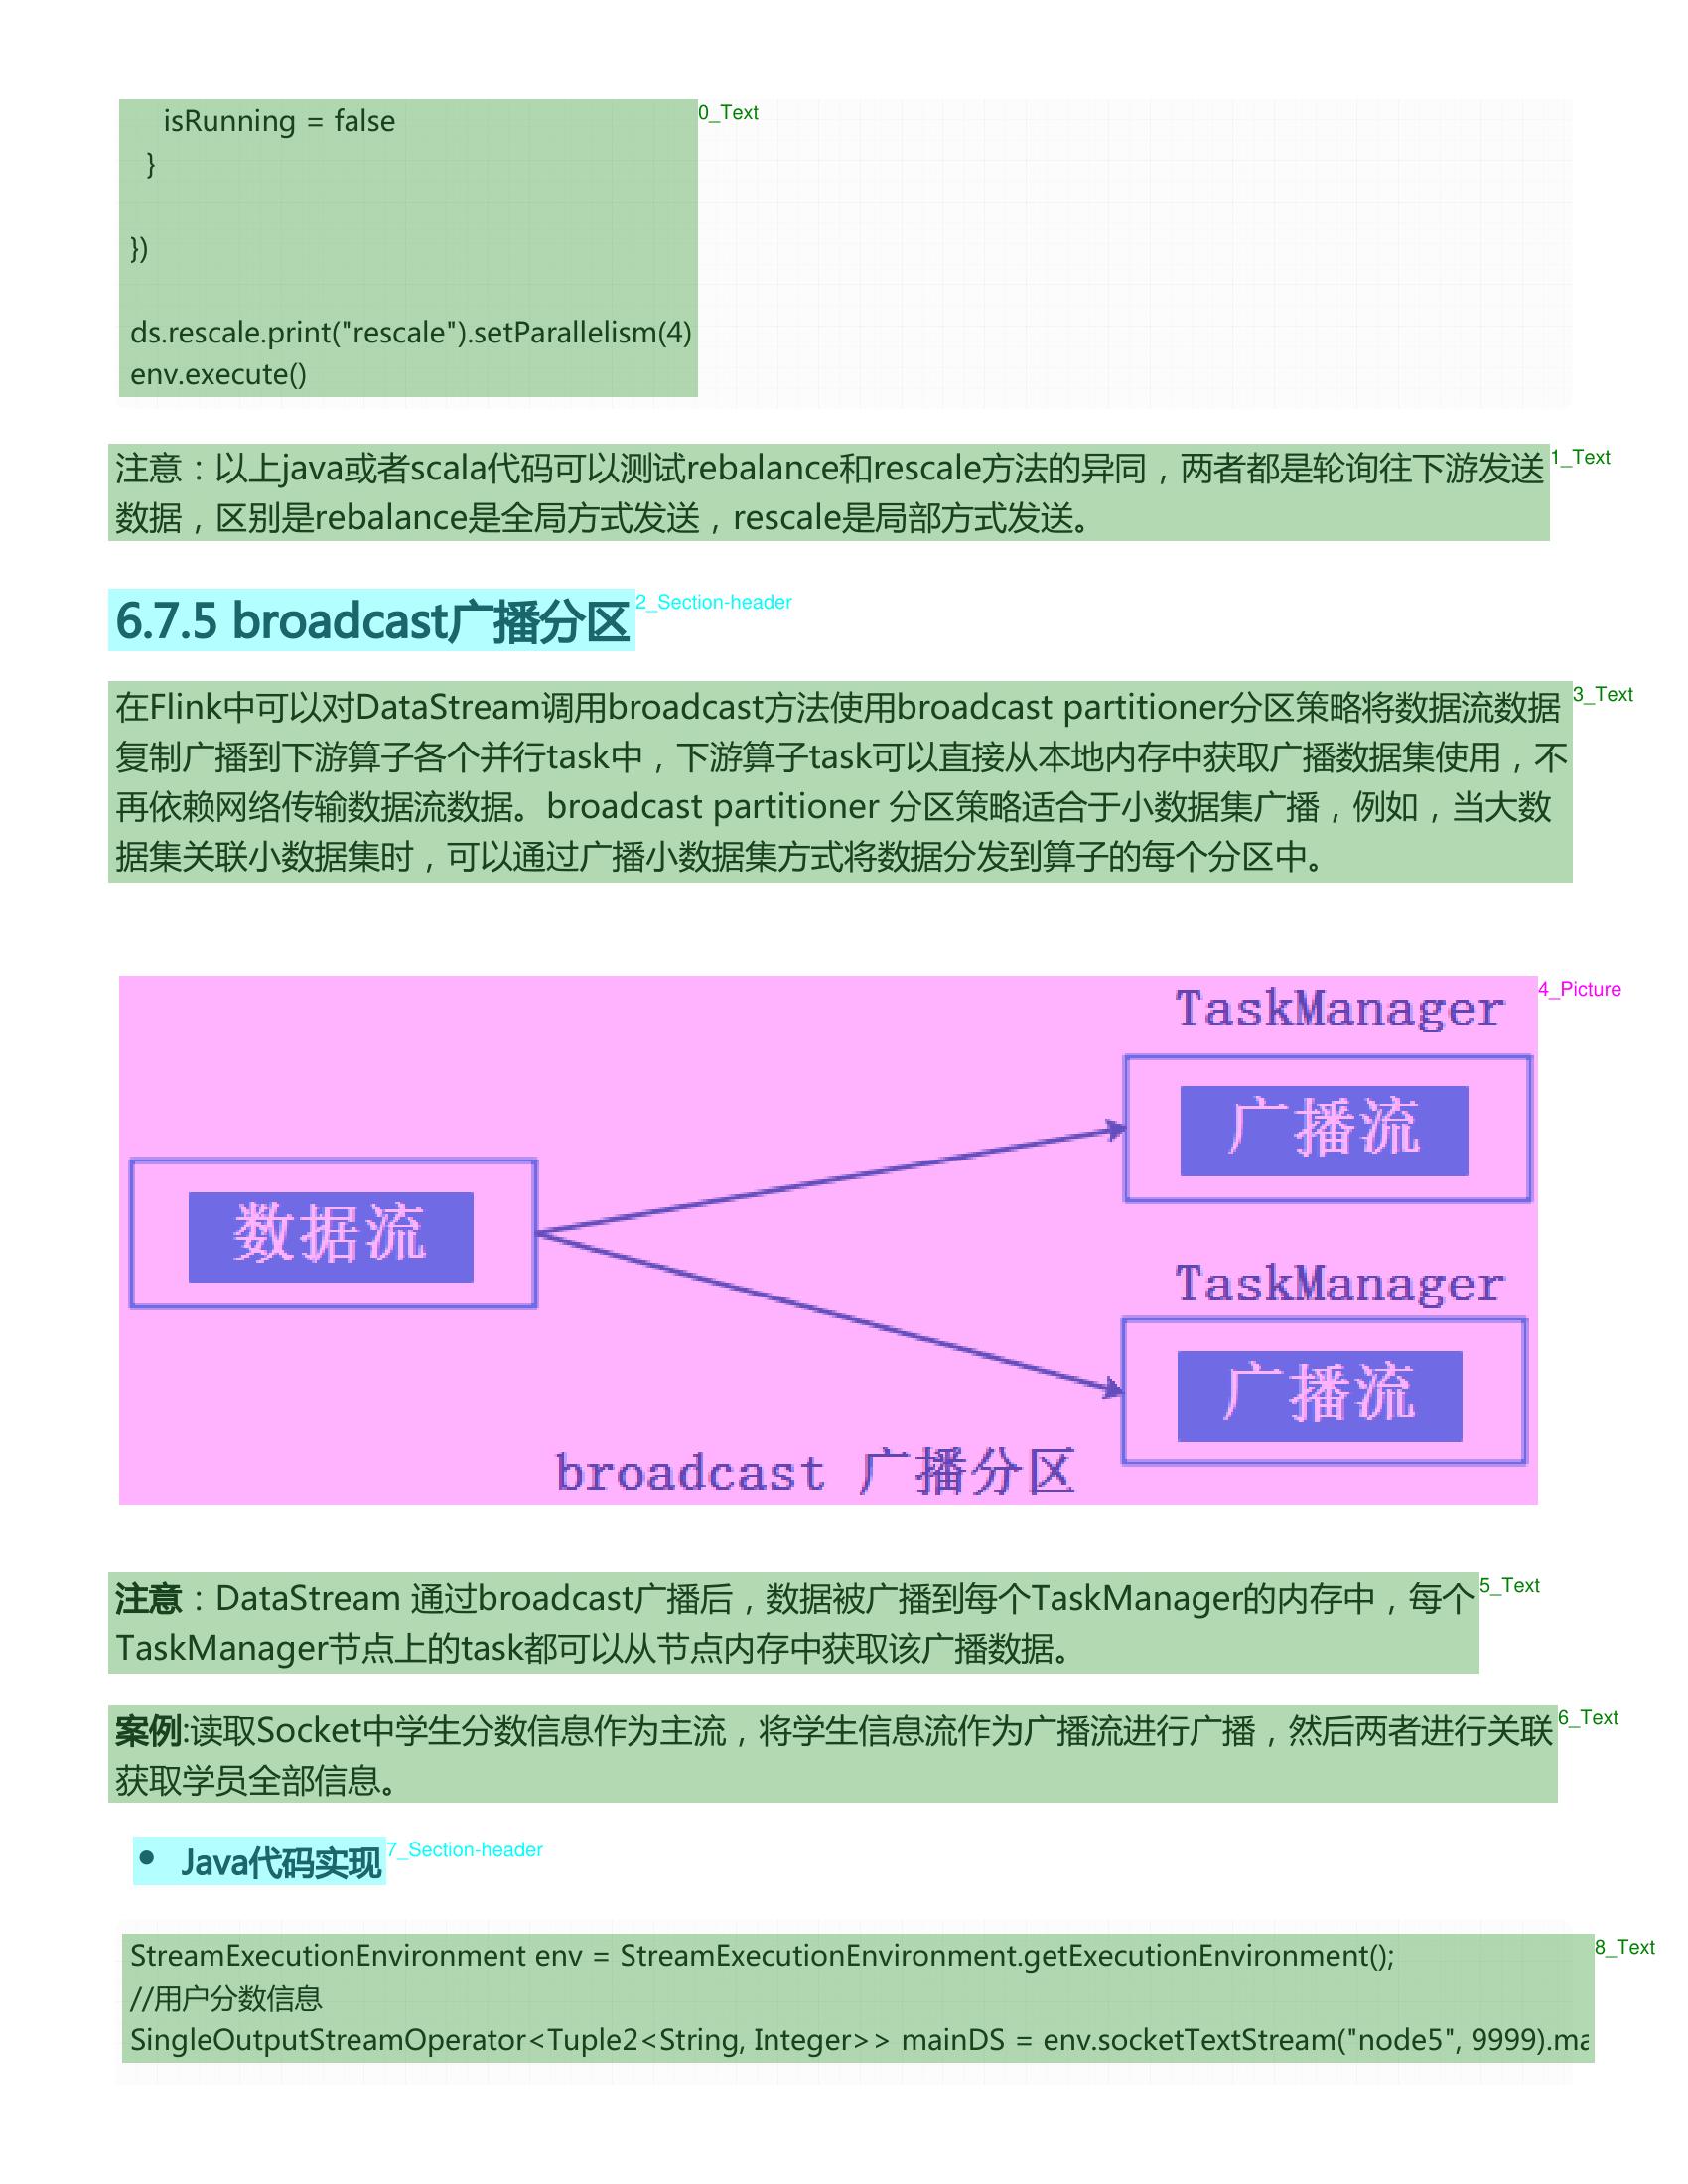 isRunning = false
}
})
ds.rescale.print("rescale").setParallelism(4)
env.execute()
0_Text
注意：以上java或者scala代码可以测试rebalance和rescale方法的异同，两者都是轮询往下游发送
数据，区别是rebalance是全局方式发送，rescale是局部方式发送。
1_Text
6.7.5 broadcast广播分区
2_Section-header
在Flink中可以对DataStream调用broadcast方法使用broadcast partitioner分区策略将数据流数据
复制广播到下游算子各个并行task中，下游算子task可以直接从本地内存中获取广播数据集使用，不
再依赖网络传输数据流数据。broadcast partitioner 分区策略适合于小数据集广播，例如，当大数
据集关联小数据集时，可以通过广播小数据集方式将数据分发到算子的每个分区中。
3_Text
4_Picture
TaskManager
广播流
数据流
TaskManager
广播流
broadcast 广播分区
注意：DataStream 通过broadcast广播后，数据被广播到每个TaskManager的内存中，每个
TaskManager节点上的task都可以从节点内存中获取该广播数据。
5_Text
案例:读取Socket中学生分数信息作为主流，将学生信息流作为广播流进行广播，然后两者进行关联
获取学员全部信息。
6_Text
• Java代码实现
7_Section-header
StreamExecutionEnvironment env = StreamExecutionEnvironment.getExecutionEnvironment();
//用户分数信息
SingleOutputStreamOperator<Tuple2<String, Integer>> mainDS = env.socketTextStream("node5", 9999).ma
8_Text